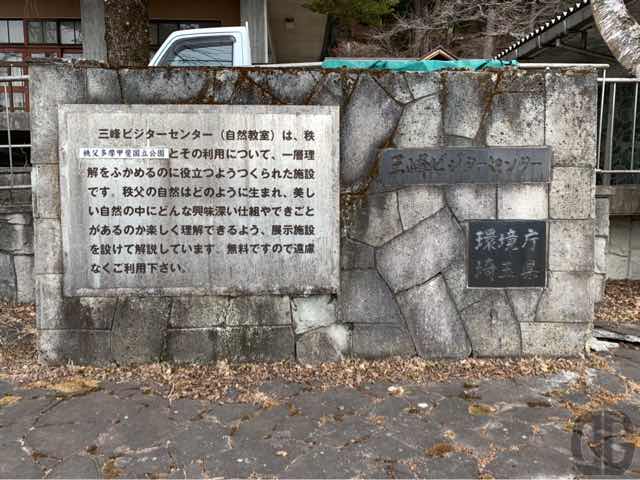 三峰ビジターセンター（自然教室）は、秩
父多摩甲斐国立公園とその利用について、一層理
解をふかめるのに役立つようつくられた施設
です。秩父の自然はどのように生まれ、美し
い自然の中にどんな興味深い仕組やできごと
があるのか楽しく理解できるよう、展示施設
を設けて解説しています。無料ですので遠慮
なくご利用下さい。
三峰ビジターセンター
環境庁
埼玉県